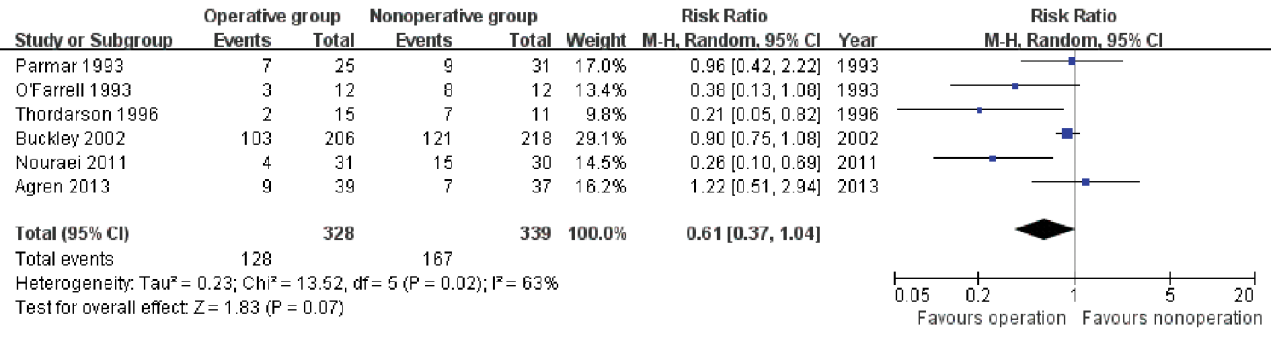 Operative group Nonoperative group Risk Ratio Risk Ratio
Study or Subgroup Events Total Events Total Weight M-H, Random, 95% CI Year M-H, Random, 95% CI
Parmar 1993 7 25 9 31 17.0% 0.96 [0.42, 2.22] 1993
O'Farrell 1993 3 12 8 12 13.4% 0.38 [0.13, 1.08] 1993
Thordarson 1996 2 15 7 11 9.8% 0.21 [0.05, 0.82] 1996
Buckley 2002 103 206 121 218 29.1% 0.90 [0.75, 1.08] 2002
Nouraei 2011 4 31 15 30 14.5% 0.26 [0.10, 0.69] 2011
Agren 2013 9 39 7 37 16.2% 1.22 [0.51, 2.94] 2013
Total (95% CI) 328 339 100.0% 0.61 [0.37, 1.04]
Total events 128 167
Heterogeneity: Tau² = 0.23; Chi² = 13.52, df = 5 (P = 0.02); I² = 63%
Test for overall effect: Z = 1.83 (P = 0.07)
0.05 0.2 1 5 20
Favours operation Favours nonoperation